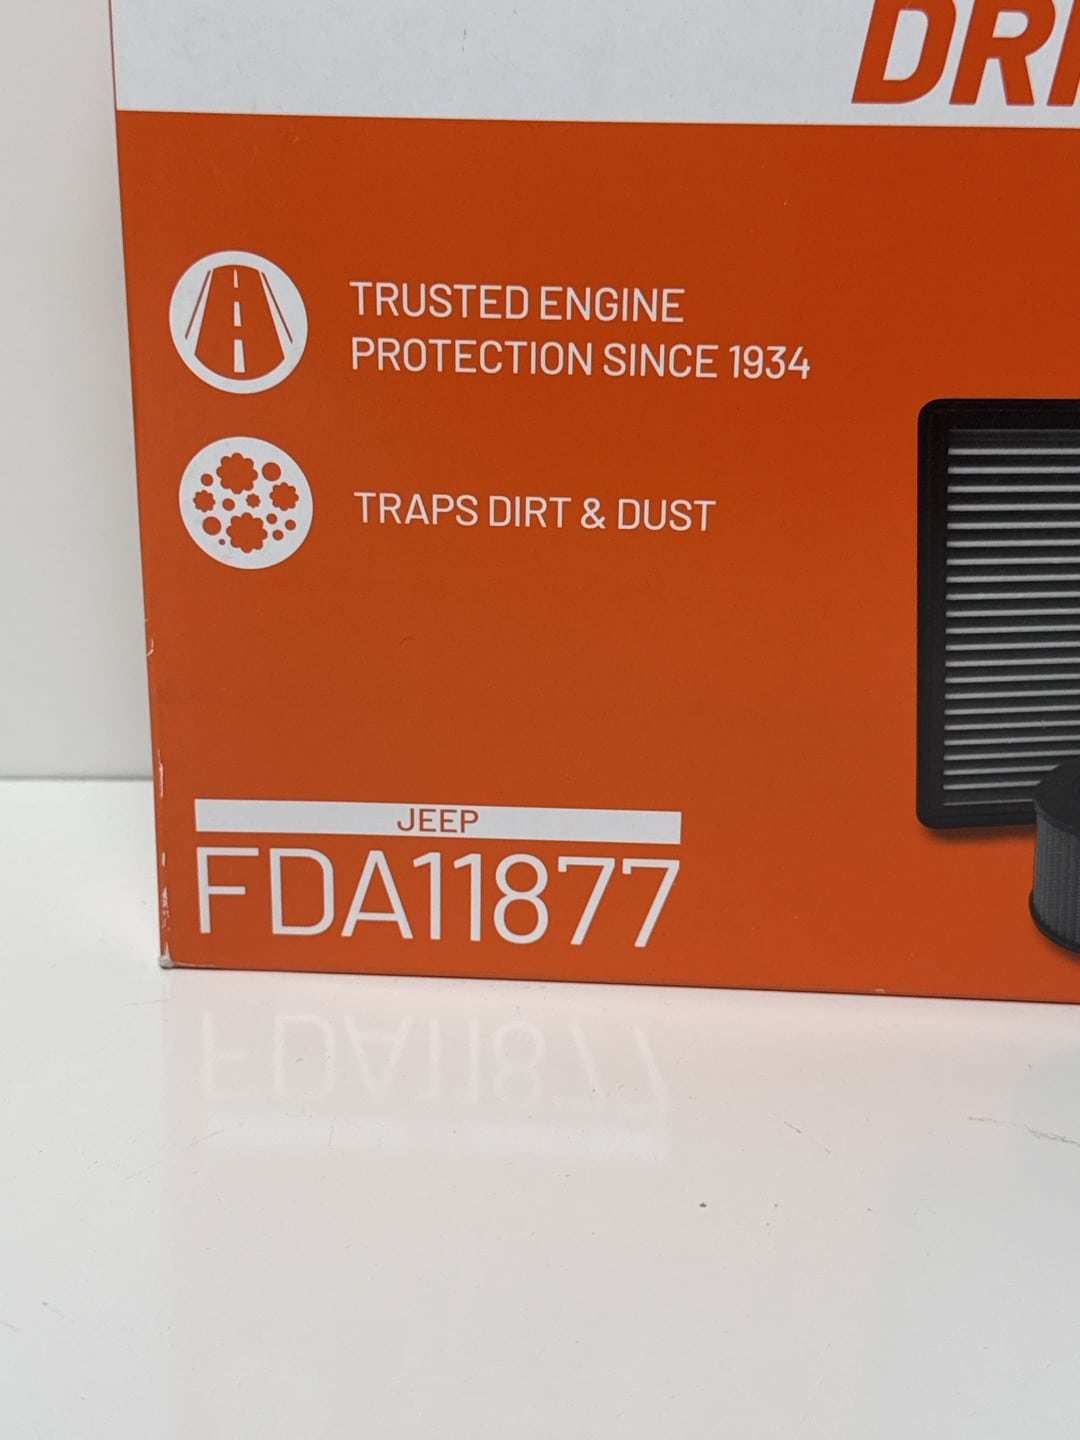 TRUSTED ENGINE
PROTECTION SINCE 1934
TRAPS DIRT & DUST
JEEP
FDA11877